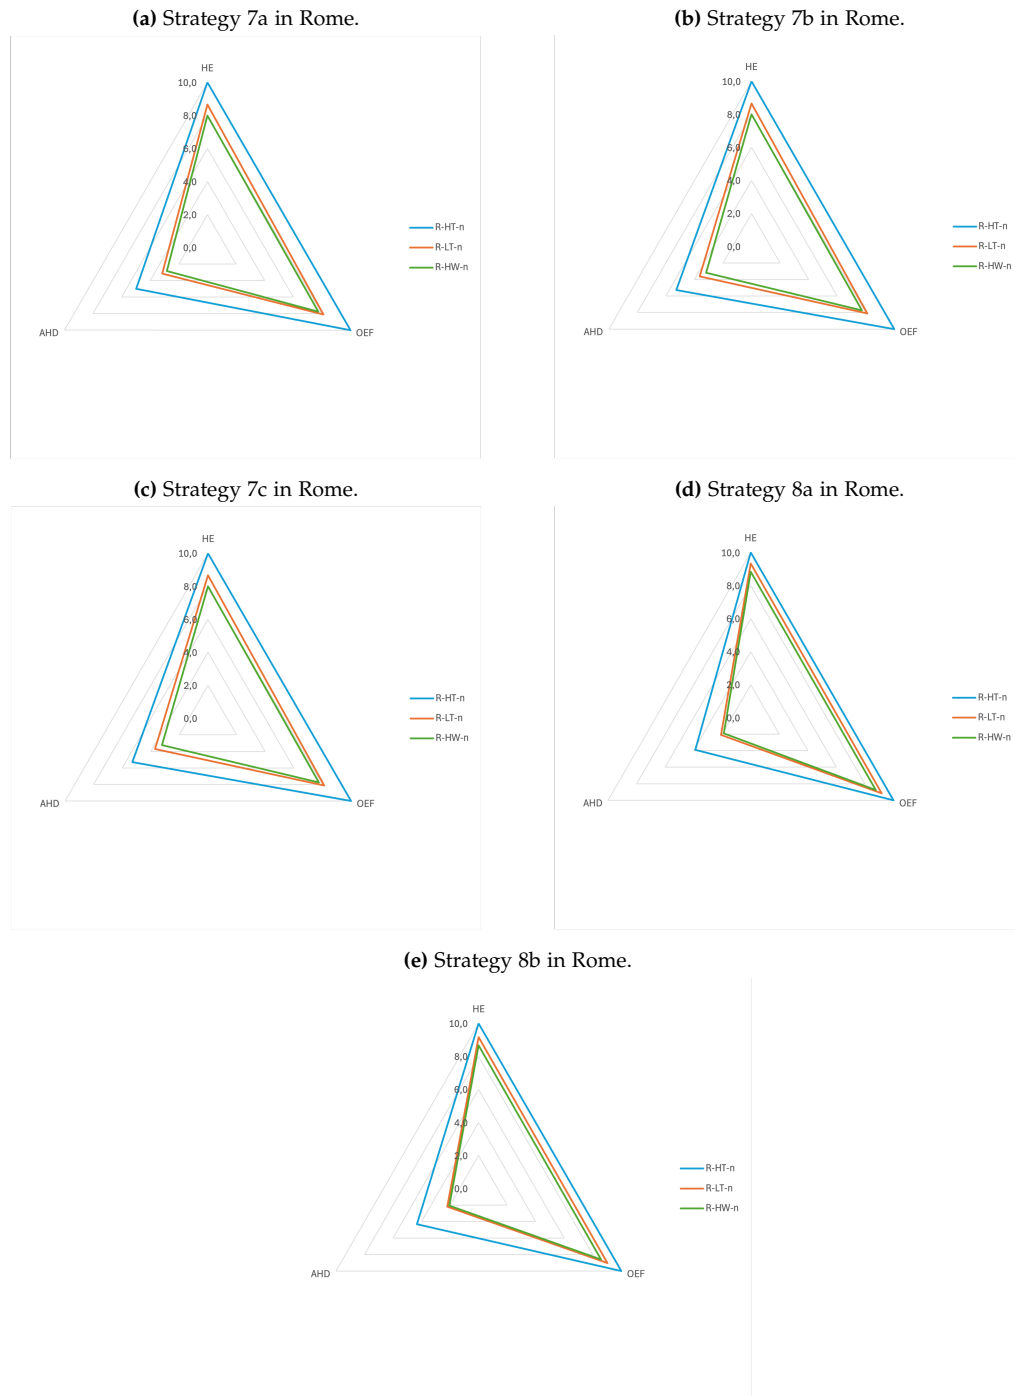 (a) Strategy 7a in Rome.
HE
10,0
8,0
6,0
4,0
2,0
0,0
AHD
OEF
R-HT-n
R-LT-n
R-HW-n
(b) Strategy 7b in Rome.
HE
10,0
8,0
6,0
4,0
2,0
0,0
AHD
OEF
R-HT-n
R-LT-n
R-HW-n
(c) Strategy 7c in Rome.
HE
10,0
8,0
6,0
4,0
2,0
0,0
AHD
OEF
R-HT-n
R-LT-n
R-HW-n
(d) Strategy 8a in Rome.
HE
10,0
8,0
6,0
4,0
2,0
0,0
AHD
OEF
R-HT-n
R-LT-n
R-HW-n
(e) Strategy 8b in Rome.
HE
10,0
8,0
6,0
4,0
2,0
0,0
AHD
OEF
R-HT-n
R-LT-n
R-HW-n